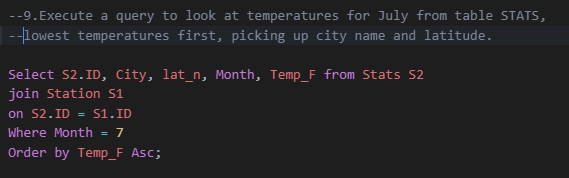 --9.Execute a query to look at temperatures for July from table STATS,
--lowest temperatures first, picking up city name and latitude.
Select S2.ID, City, lat_n, Month, Temp_F from Stats S2
join Station S1
on S2.ID = S1.ID
Where Month = 7
Order by Temp_F Asc;